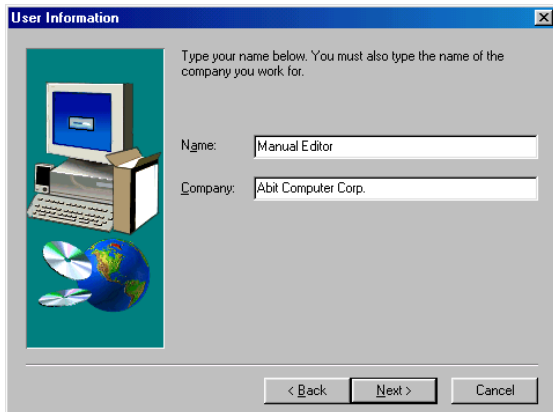 User Information
Type your name below. You must also type the name of the
company you work for.
Name: Manual Editor
Company: Abit Computer Corp.
< Back Next > Cancel